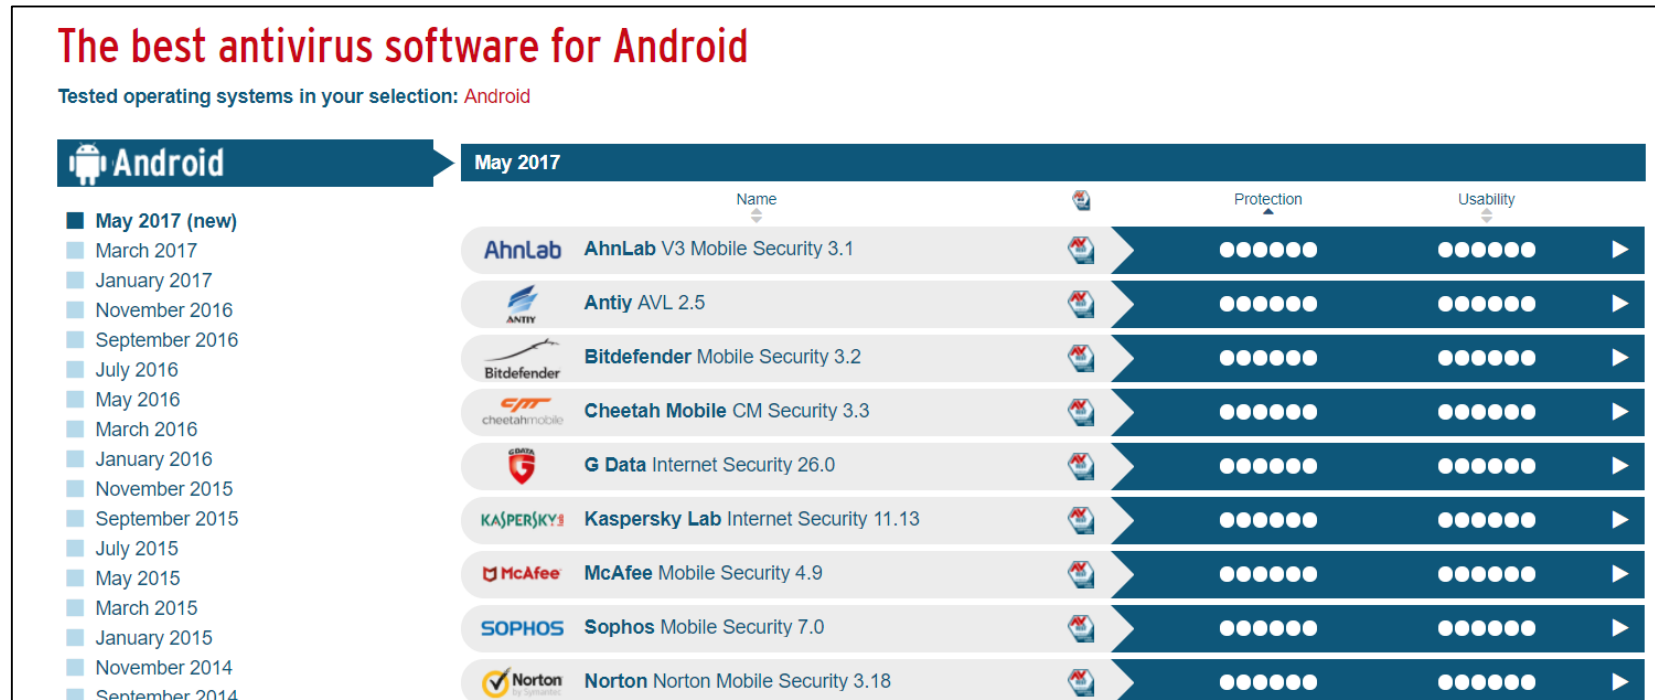 The best antivirus software for Android
Tested operating systems in your selection: Android
Android
May 2017 (new)
March 2017
January 2017
November 2016
September 2016
July 2016
May 2016
March 2016
January 2016
November 2015
September 2015
July 2015
May 2015
March 2015
January 2015
November 2014
September 2014
May 2017
Name Protection Usability
AhnLab AhnLab V3 Mobile Security 3.1
ANTIY Antiy AVL 2.5
Bitdefender Bitdefender Mobile Security 3.2
cheetahmobile Cheetah Mobile CM Security 3.3
G DATA G Data Internet Security 26.0
KASPERSKY Kaspersky Lab Internet Security 11.13
McAfee McAfee Mobile Security 4.9
SOPHOS Sophos Mobile Security 7.0
Norton by Symantec Norton Norton Mobile Security 3.18